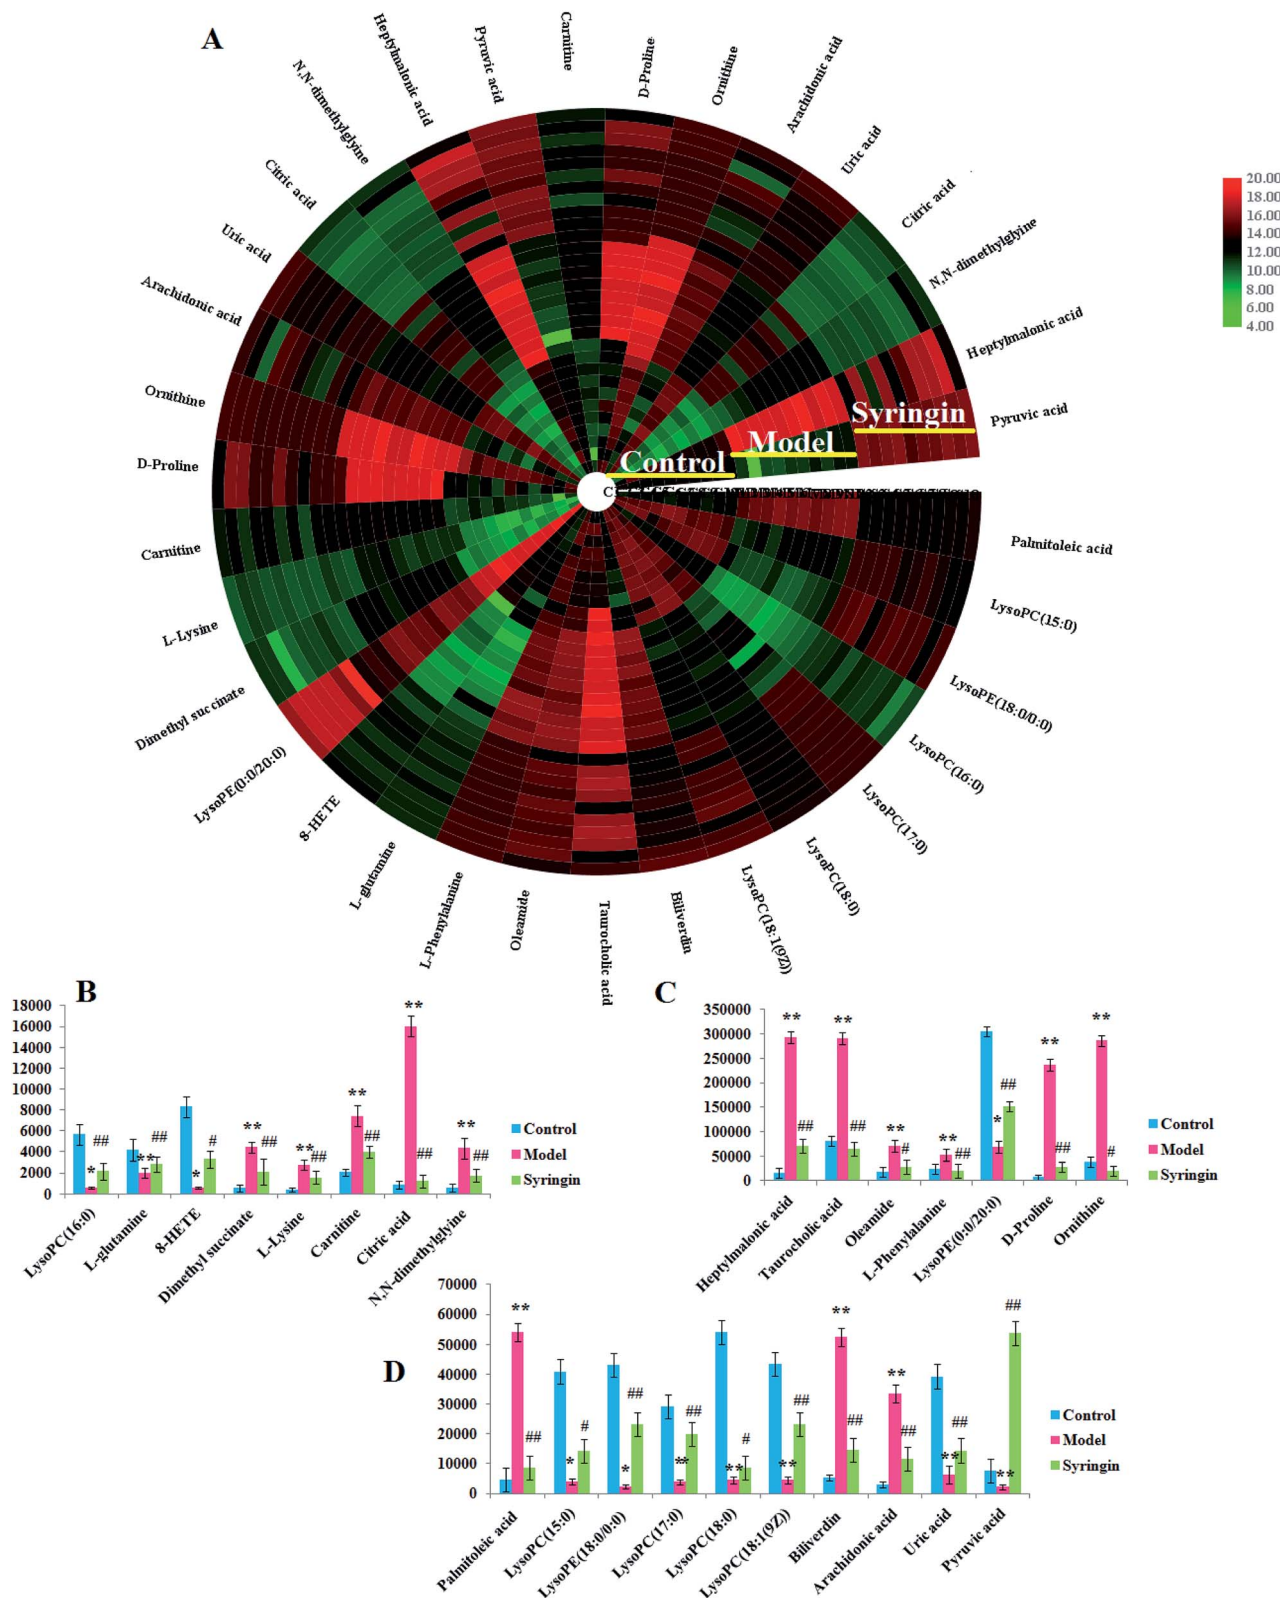 A
Heptylmalonic acid
Pyruvic acid
Carnitine
D-Proline
Ornithine
Arachidonic acid
Uric acid
Citric acid
N,N-dimethylglyine
Heptylmalonic acid
Pyruvic acid
N,N-dimethylglyine
Citric acid
Uric acid
Arachidonic acid
Ornithine
D-Proline
Carnitine
L-Lysine
Dimethyl succinate
LysoPE(0:0/20:0)
8-HETE
L-glutamine
L-Phenylalanine
Oleamide
Taurocholic acid
Biliverdin
LysoPC(18:1(9Z))
LysoPC(18:0)
LysoPC(17:0)
LysoPC(16:0)
LysoPE(18:0/0:0)
LysoPC(15:0)
Palmitoleic acid
Syringin
Model
Control
20.00
18.00
16.00
14.00
12.00
10.00
8.00
6.00
4.00
B
18000
16000
14000
12000
10000
8000
6000
4000
2000
0
* ## ** ## * # ** ## ** ## ** ## ** ## ** ##
LysoPC(16:0)
L-glutamine
8-HETE
Dimethyl succinate
L-Lysine
Carnitine
Citric acid
N,N-dimethylglyine
Control
Model
Syringin
C
350000
300000
250000
200000
150000
100000
50000
0
** ## ** ## ** # ** ## * ## ** ## ** #
Heptylmalonic acid
Taurocholic acid
Oleamide
L-Phenylalanine
LysoPE(0:0/20:0)
D-Proline
Ornithine
Control
Model
Syringin
D
70000
60000
50000
40000
30000
20000
10000
0
** ## * # * ## ** ## ** # ** ## ** ## ** ## ** ## ** ##
Palmitoleic acid
LysoPC(15:0)
LysoPE(18:0/0:0)
LysoPC(17:0)
LysoPC(18:0)
LysoPC(18:1(9Z))
Biliverdin
Arachidonic acid
Uric acid
Pyruvic acid
Control
Model
Syringin